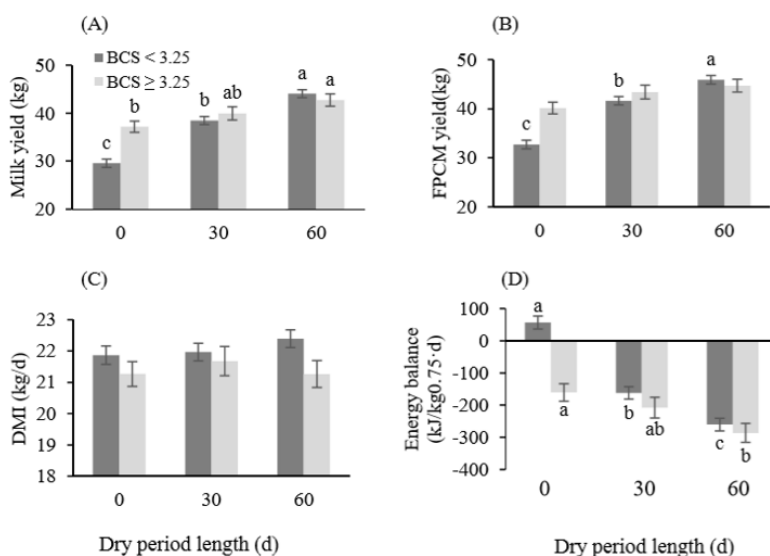 (A)
BCS < 3.25
BCS ≥ 3.25
Milk yield (kg)
50
40
30
20
c
b
b
ab
a
a
0
30
60
(B)
FPCM yield(kg)
50
40
30
20
c
b
a
0
30
60
(C)
DMI (kg/d)
23
22
21
20
19
18
0
30
60
Dry period length (d)
(D)
Energy balance
(kJ/kg0.75·d)
100
0
-100
-200
-300
-400
a
a
b
ab
c
b
0
30
60
Dry period length (d)